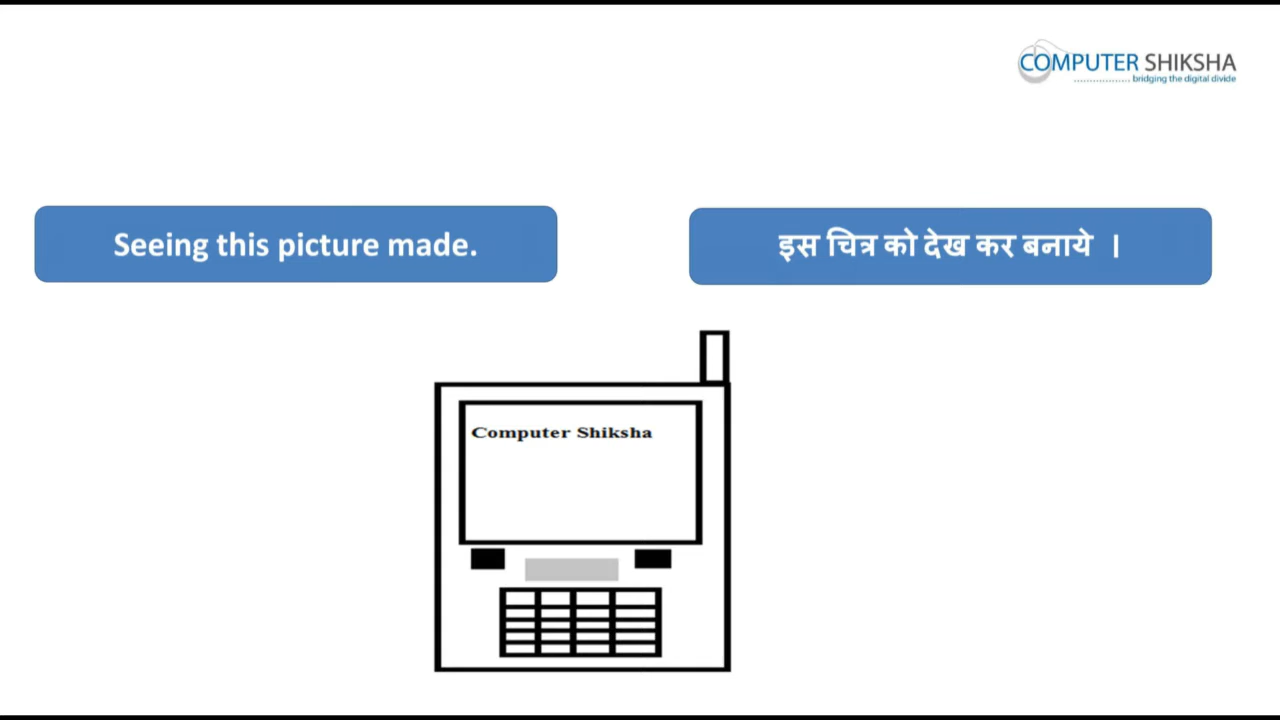 COMPUTER SHIKSHA
bridging the digital divide
Seeing this picture made.
इस चित्र को देख कर बनाये ।
Computer Shiksha